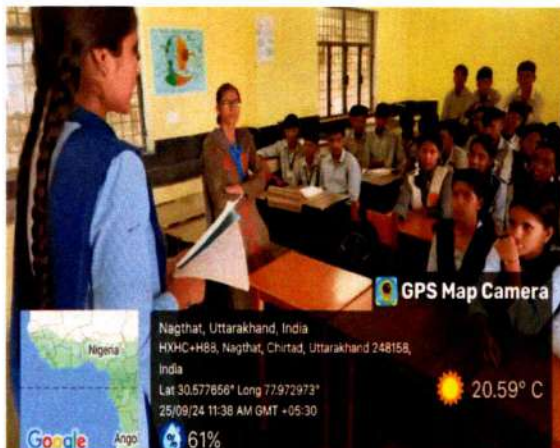 GPS Map Camera
Nigeria
Ango
Google
Nagthat, Uttarakhand, India
HXHC+H88, Nagthat, Chirtad, Uttarakhand 248158,
India
Lat 30.577656° Long 77.972973°
25/09/24 11:38 AM GMT +05:30
20.59° C
61%